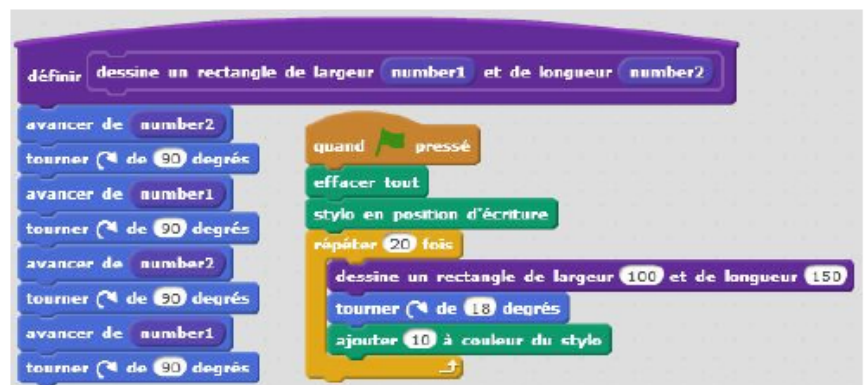 définir dessine un rectangle de largeur number1 et de longueur number2
avancer de number2
tourner de 90 degrés
avancer de number1
tourner de 90 degrés
avancer de number2
tourner de 90 degrés
avancer de number1
tourner de 90 degrés
quand pressé
effacer tout
stylo en position d'écriture
répéter 20 fois
dessine un rectangle de largeur 100 et de longueur 150
tourner de 18 degrés
ajouter 10 à couleur du stylo